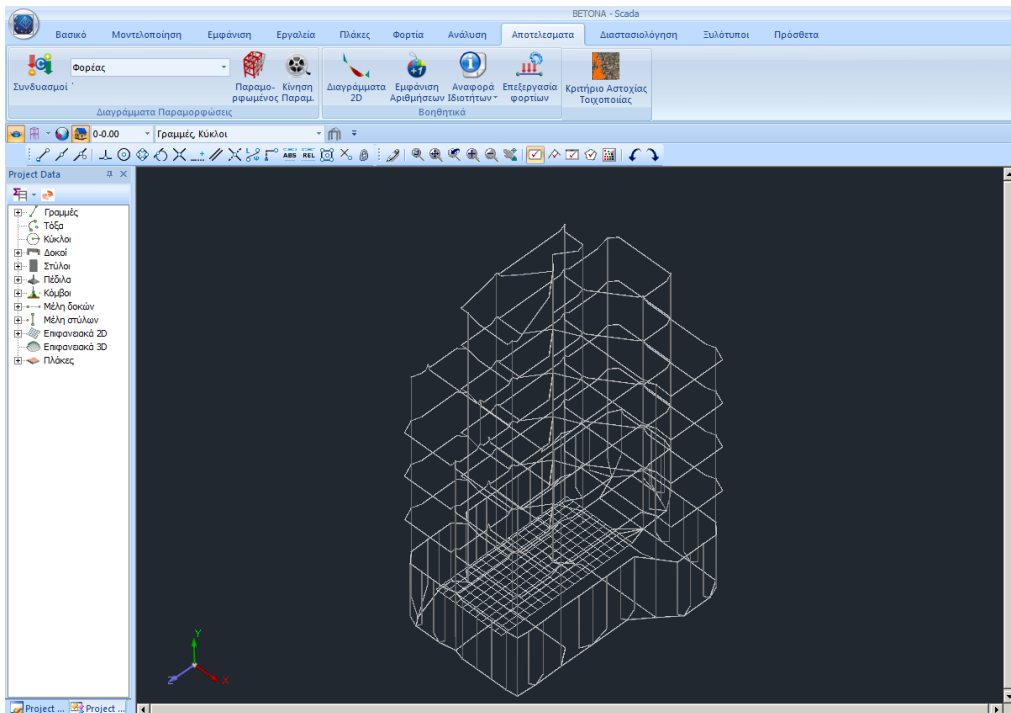 BETONA - Scada
Βασικό Μοντελοποίηση Εμφάνιση Εργαλεία Πλάκες Φορτία Ανάλυση Αποτελεσματα Διαστασιολόγηση Ξυλότυποι Πρόσθετα
Συνδυασμοί
Φορέας
Παραμο-ρφωμένος
Κίνηση Παραμ.
Διαγράμματα 2D
Εμφάνιση Αριθμήσεων
Αναφορά Ιδιοτήτων
Επεξεργασία φορτίων
Κριτήριο Αστοχίας Τοιχοποιίας
Διαγράμματα Παραμορφώσεις
Βοηθητικά
0-0.00
Γραμμές, Κύκλοι
ABS REL
Project Data
Γραμμές
Τόξα
Κύκλοι
Δοκοί
Στύλοι
Πέδιλα
Κόμβοι
Μέλη δοκών
Μέλη στύλων
Επιφανειακά 2D
Επιφανειακά 3D
Πλάκες
Y
Z
X
Project ... Project ...